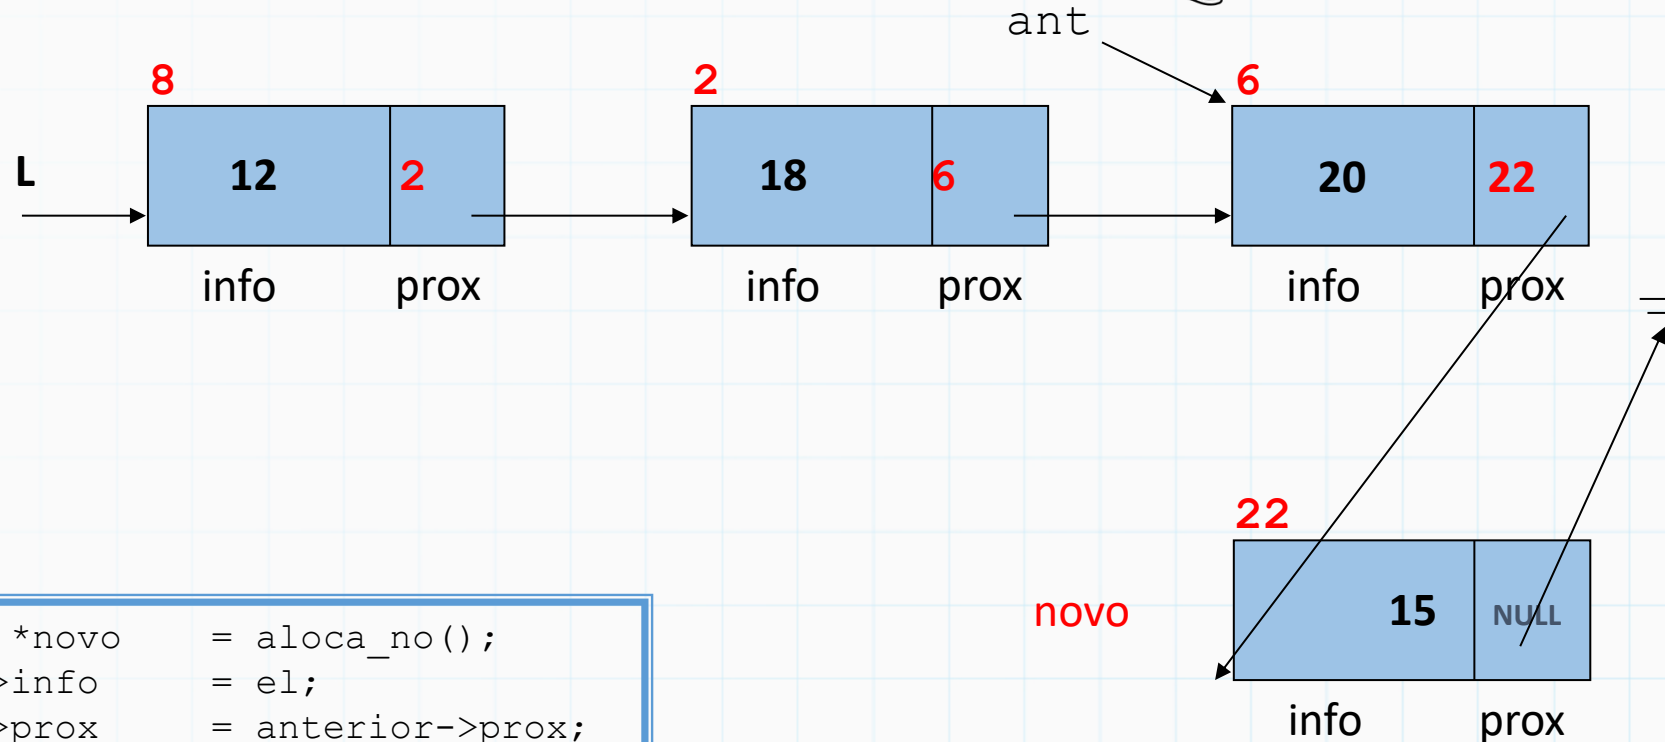 ant
8 2 6
L 12 2 18 6 20 22
info prox info prox info prox
22
novo 15 NULL
info prox
*novo = aloca_no();
>info = el;
>prox = anterior->prox;